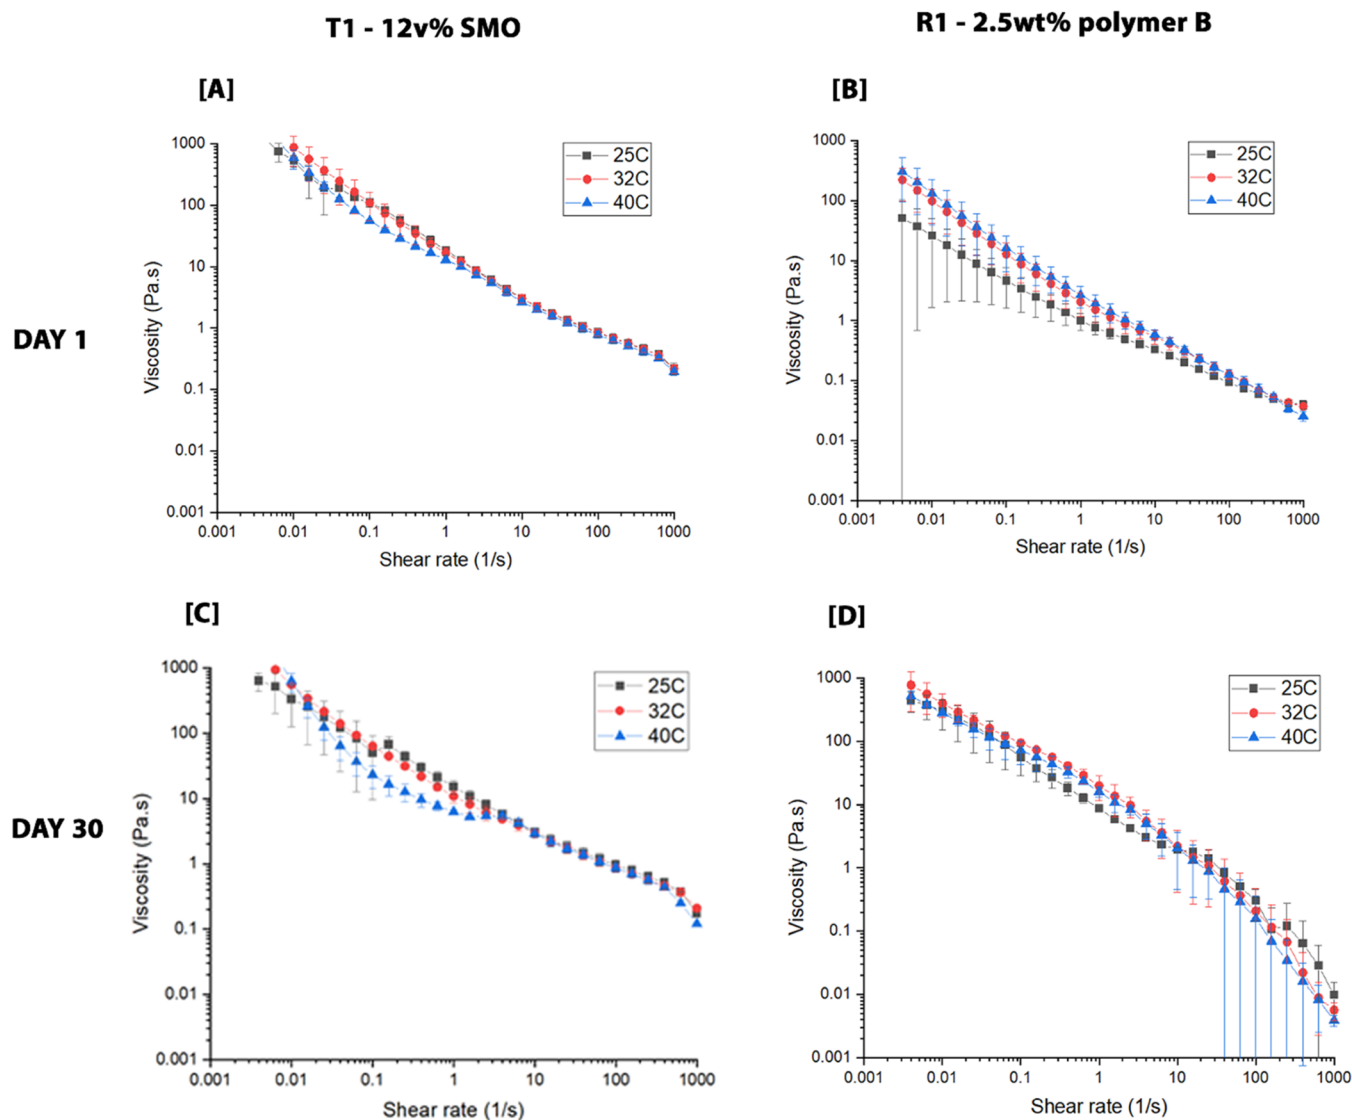 T1 - 12v% SMO
R1 - 2.5wt% polymer B
DAY 1
[A]
Viscosity (Pa.s)
1000
100
10
1
0.1
0.01
0.001
25C
32C
40C
0.001 0.01 0.1 1 10 100 1000
Shear rate (1/s)
[B]
Viscosity (Pa.s)
1000
100
10
1
0.1
0.01
0.001
25C
32C
40C
0.001 0.01 0.1 1 10 100 1000
Shear rate (1/s)
DAY 30
[C]
Viscosity (Pa.s)
1000
100
10
1
0.1
0.01
0.001
25C
32C
40C
0.001 0.01 0.1 1 10 100 1000
Shear rate (1/s)
[D]
Viscosity (Pa.s)
1000
100
10
1
0.1
0.01
0.001
25C
32C
40C
0.001 0.01 0.1 1 10 100 1000
Shear rate (1/s)